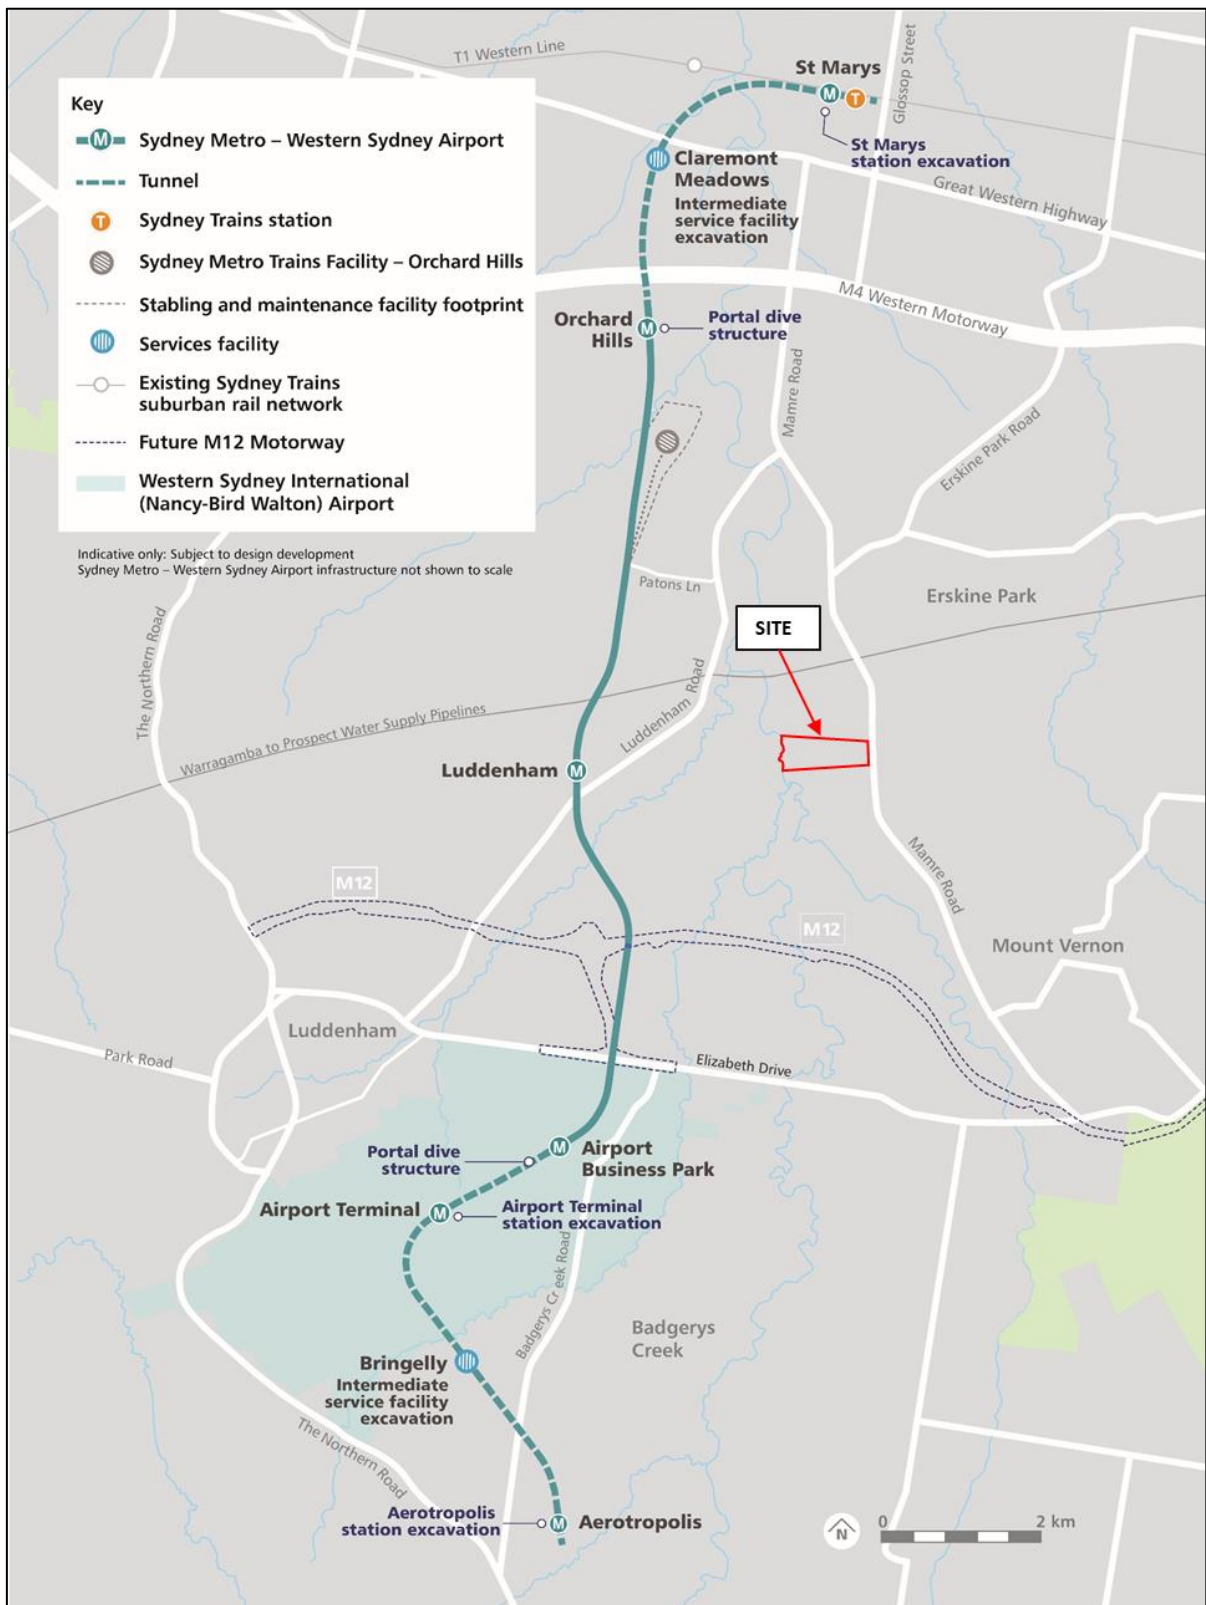 T1 Western Line
Glossop Street
St Marys
M
T
Key
M
Sydney Metro – Western Sydney Airport
Tunnel
T
Sydney Trains station
Sydney Metro Trains Facility – Orchard Hills
Stabling and maintenance facility footprint
Services facility
Existing Sydney Trains
suburban rail network
Future M12 Motorway
Western Sydney International
(Nancy-Bird Walton) Airport
Indicative only: Subject to design development
Sydney Metro – Western Sydney Airport infrastructure not shown to scale
St Marys
station excavation
Claremont
Meadows
Intermediate
service facility
excavation
Great Western Highway
M4 Western Motorway
Orchard
Hills
M
Portal dive
structure
Mamre Road
Erskine Park Road
Patons Ln
Erskine Park
SITE
The Northern Road
Luddenham Road
Warragamba to Prospect Water Supply Pipelines
Luddenham
M
Mamre Road
M12
M12
Mount Vernon
Luddenham
Park Road
Elizabeth Drive
Portal dive
structure
M
Airport
Business Park
Airport Terminal
M
Airport Terminal
station excavation
Badgerys Cr eek Road
Badgerys
Creek
Bringelly
Intermediate
service facility
excavation
The Northern Road
Aerotropolis
station excavation
M
Aerotropolis
N
0
2 km